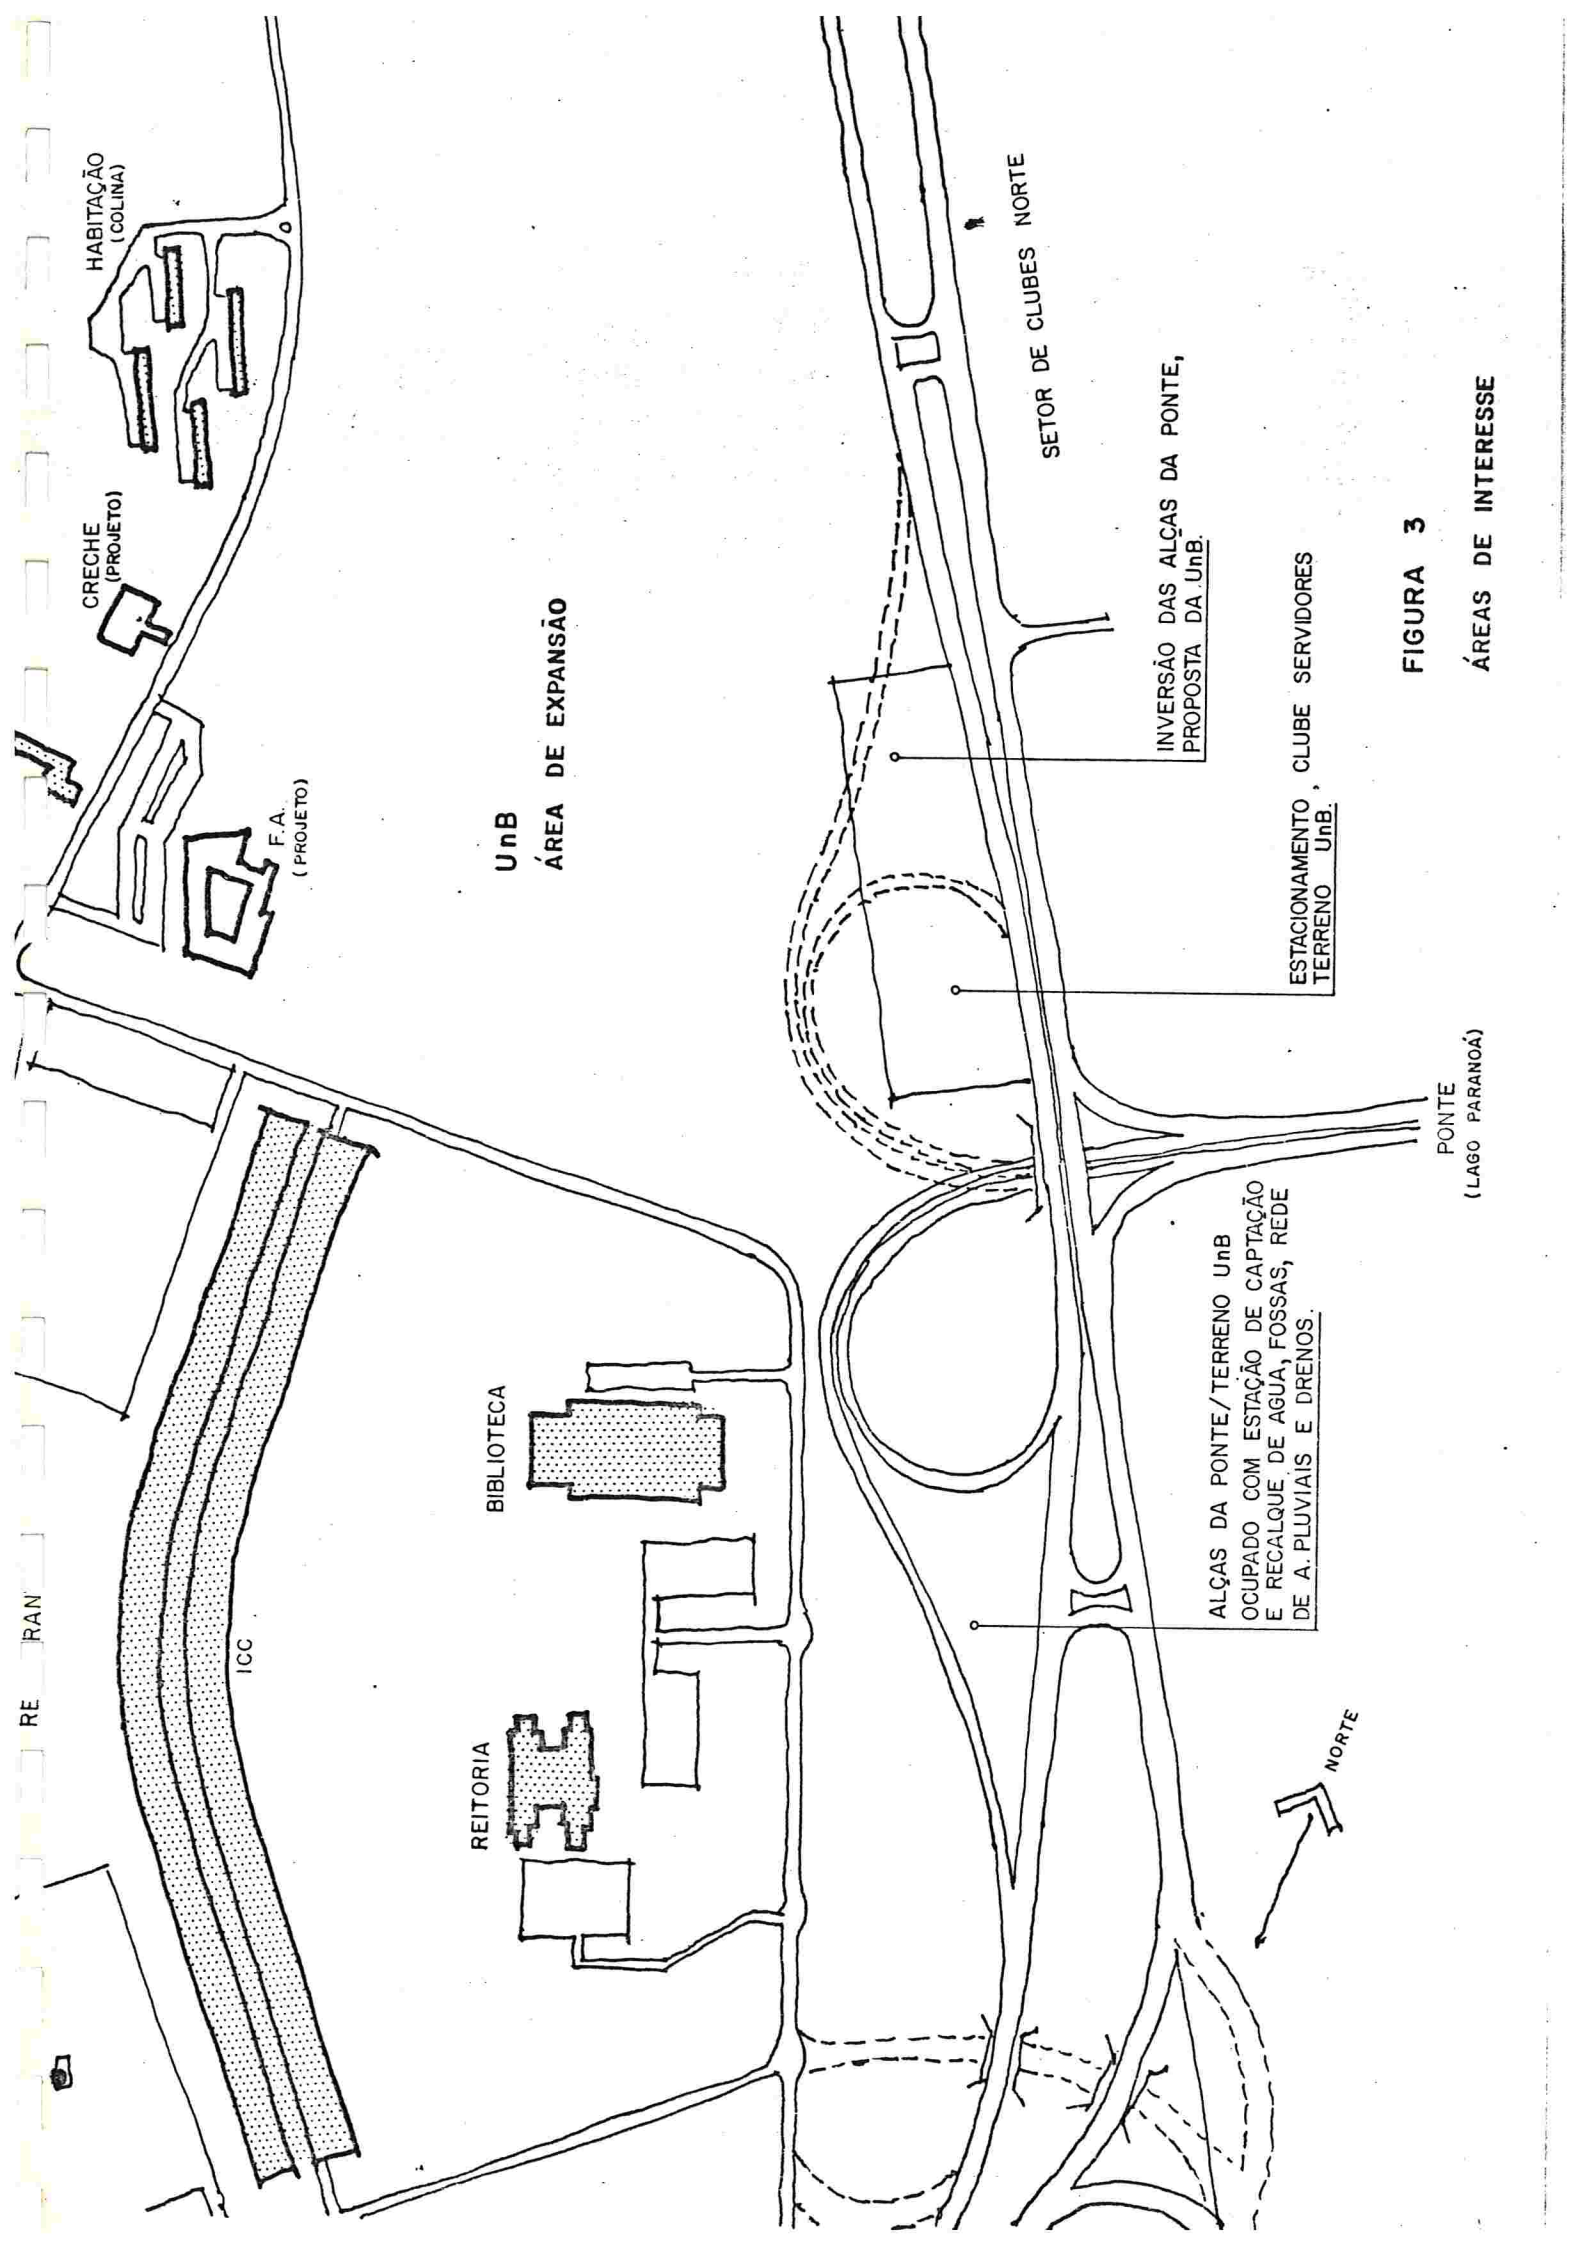 RE RAN
HABITAÇÃO
(COLINA)
CRECHE
(PROJETO)
F.A.
(PROJETO)
UnB
ÁREA DE EXPANSÃO
ICC
BIBLIOTECA
REITORIA
SETOR DE CLUBES NORTE
INVERSÃO DAS ALÇAS DA PONTE,
PROPOSTA DA UnB.
ESTACIONAMENTO, CLUBE SERVIDORES
TERRENO UnB.
PONTE
(LAGO PARANOÁ)
ALÇAS DA PONTE/TERRENO UnB
OCUPADO COM ESTAÇÃO DE CAPTAÇÃO
E RECALQUE DE AGUA, FOSSAS, REDE
DE A. PLUVIAIS E DRENOS.
NORTE
FIGURA 3
ÁREAS DE INTERESSE